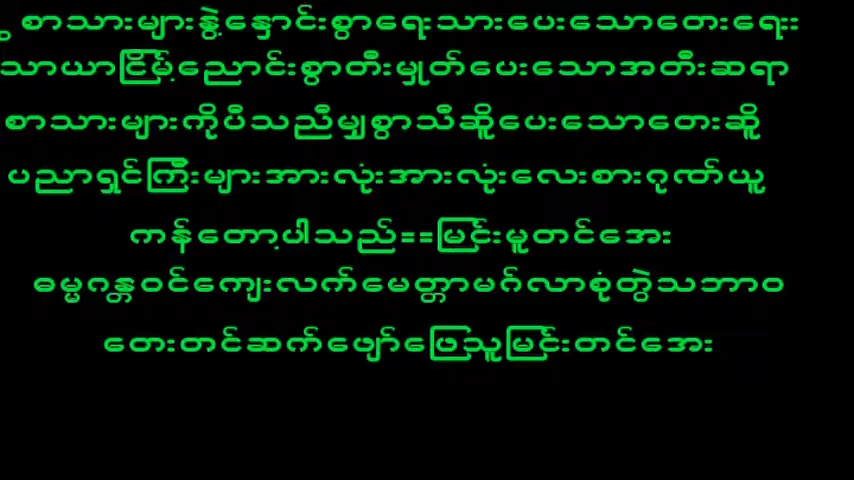 စာသားများနွဲ့နှောင်းစွာရေးသားပေးသောတေးရေး
သာယာငြိမ့်ညောင်းစွာတီးမှုတ်ပေးသောအတီးဆရာ
စာသားများကိုပီသညီမျှစွာသီဆိူပေးသောတေးဆိူ
ပညာရှင်ကြီးများအားလုံးအားလုံးလေးစားဂုဏ်ယူ
ကန်တော့ပါသည်==မြင်းမူတင်အေး
ဓမ္မဂန္တဝင်ကျေးလက်မေတ္တာမဂ်လာစုံတွဲသဘာဝ
တေးတင်ဆက်ဖျော်ဖြေသူမြင်းတင်အေး